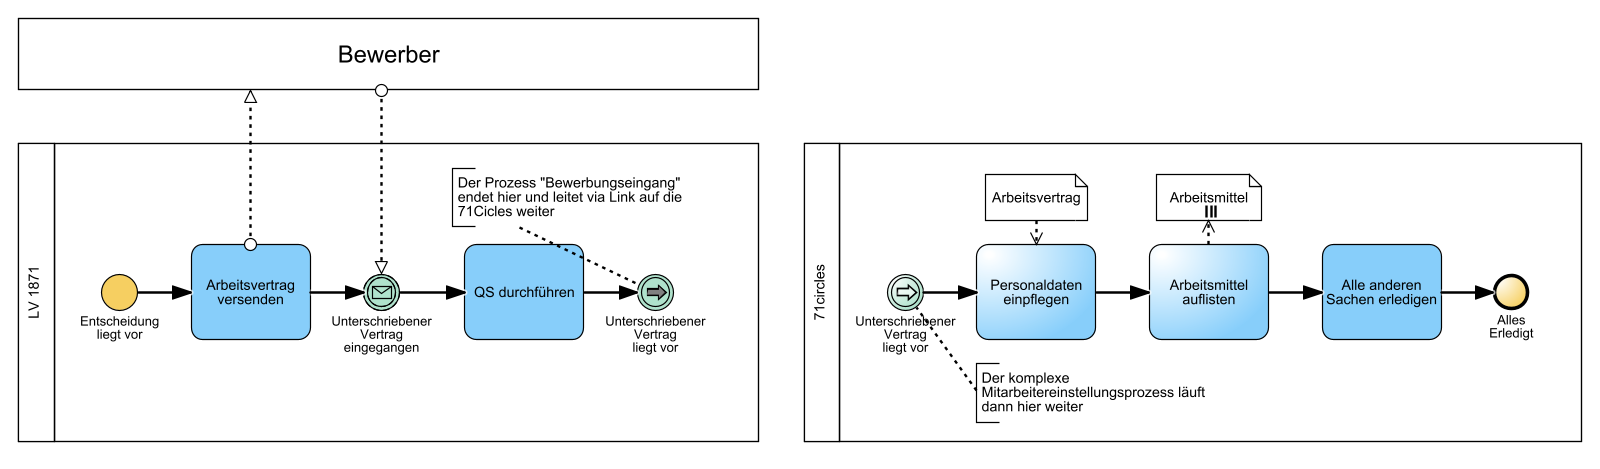 Bewerber
LV 1871
Der Prozess "Bewerbungseingang"
endet hier und leitet via Link auf die
71Cicles weiter
Arbeitsvertrag
versenden
QS durchführen
Entscheidung
liegt vor
Unterschriebener
Vertrag
eingegangen
Unterschriebener
Vertrag
liegt vor
71circles
Arbeitsvertrag
Arbeitsmittel
Personaldaten
einpflegen
Arbeitsmittel
auflisten
Alle anderen
Sachen erledigen
Unterschriebener
Vertrag
liegt vor
Alles
Erledigt
Der komplexe
Mitarbeitereinstellungsprozess läuft
dann hier weiter